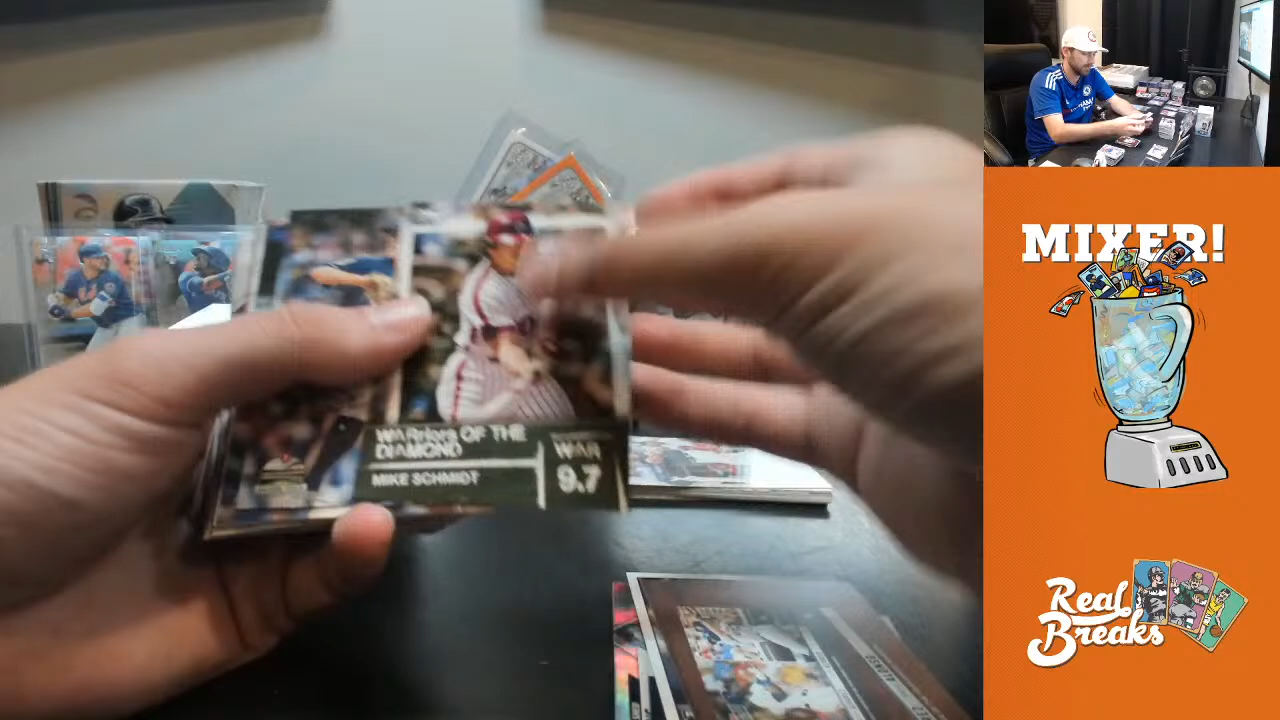 WARriors OF THE
DIAMOND
MIKE SCHMIDT
WAR
9.7
MIXER!
Real
Breaks